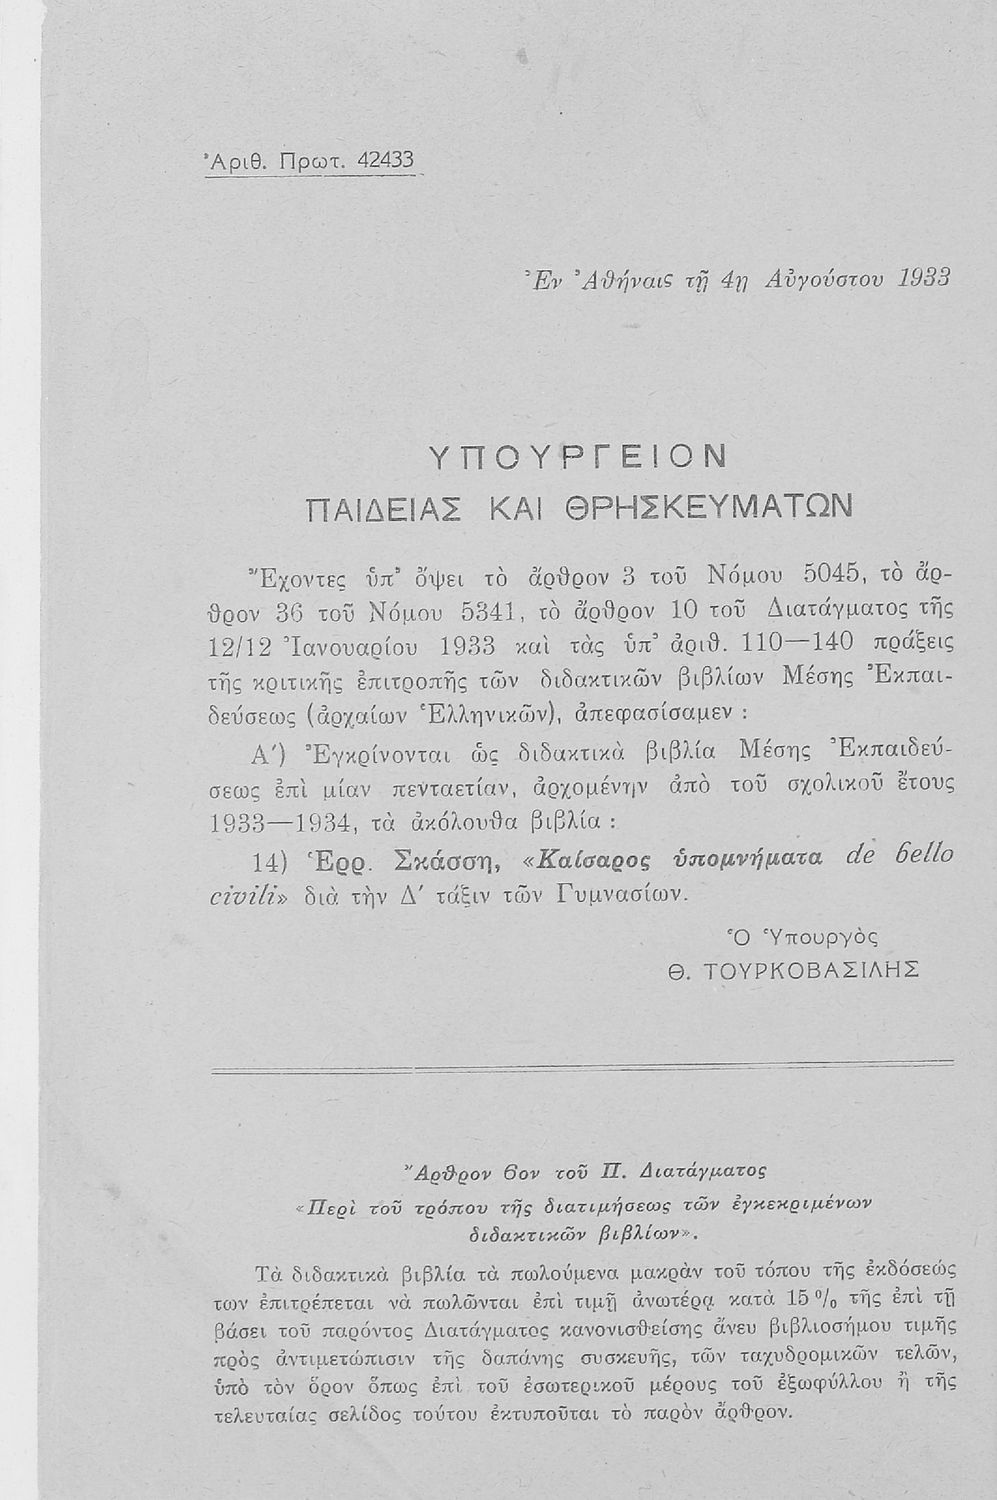 Ἀριθ. Πρωτ. 42433
Ἐν Ἀθήναις τῇ 4ῃ Αὐγούστου 1933
ΥΠΟΥΡΓΕΙΟΝ
ΠΑΙΔΕΙΑΣ ΚΑΙ ΘΡΗΣΚΕΥΜΑΤΩΝ
Ἔχοντες ὑπ' ὄψει τὸ ἄρθρον 3 τοῦ Νόμου 5045, τὸ ἄρ-
θρον 36 τοῦ Νόμου 5341, τὸ ἄρθρον 10 τοῦ Διατάγματος τῆς
12/12 Ἰανουαρίου 1933 καὶ τὰς ὑπ' ἀριθ. 110—140 πράξεις
τῆς κριτικῆς ἐπιτροπῆς τῶν διδακτικῶν βιβλίων Μέσης Ἐκπαι-
δεύσεως (ἀρχαίων Ἑλληνικῶν), ἀπεφασίσαμεν :
Α') Ἐγκρίνονται ὡς διδακτικὰ βιβλία Μέσης Ἐκπαιδεύ-
σεως ἐπὶ μίαν πενταετίαν, ἀρχομένην ἀπὸ τοῦ σχολικοῦ ἔτους
1933—1934, τὰ ἀκόλουθα βιβλία :
14) Ἑρρ. Σκάσση, «Καίσαρος ὑπομνήματα de bello
civili» διὰ τὴν Δ' τάξιν τῶν Γυμνασίων.
Ὁ Ὑπουργὸς
Θ. ΤΟΥΡΚΟΒΑΣΙΛΗΣ
Ἄρθρον 6ον τοῦ Π. Διατάγματος
«Περὶ τοῦ τρόπου τῆς διατιμήσεως τῶν ἐγκεκριμένων
διδακτικῶν βιβλίων».
Τὰ διδακτικὰ βιβλία τὰ πωλούμενα μακρὰν τοῦ τόπου τῆς ἐκδόσεώς
των ἐπιτρέπεται νὰ πωλῶνται ἐπὶ τιμῇ ἀνωτέρᾳ κατὰ 15 % τῆς ἐπὶ τῇ
βάσει τοῦ παρόντος Διατάγματος κανονισθείσης ἄνευ βιβλιοσήμου τιμῆς
πρὸς ἀντιμετώπισιν τῆς δαπάνης συσκευῆς, τῶν ταχυδρομικῶν τελῶν,
ὑπὸ τὸν ὅρον ὅπως ἐπὶ τοῦ ἐσωτερικοῦ μέρους τοῦ ἐξωφύλλου ἢ τῆς
τελευταίας σελίδος τούτου ἐκτυποῦται τὸ παρὸν ἄρθρον.